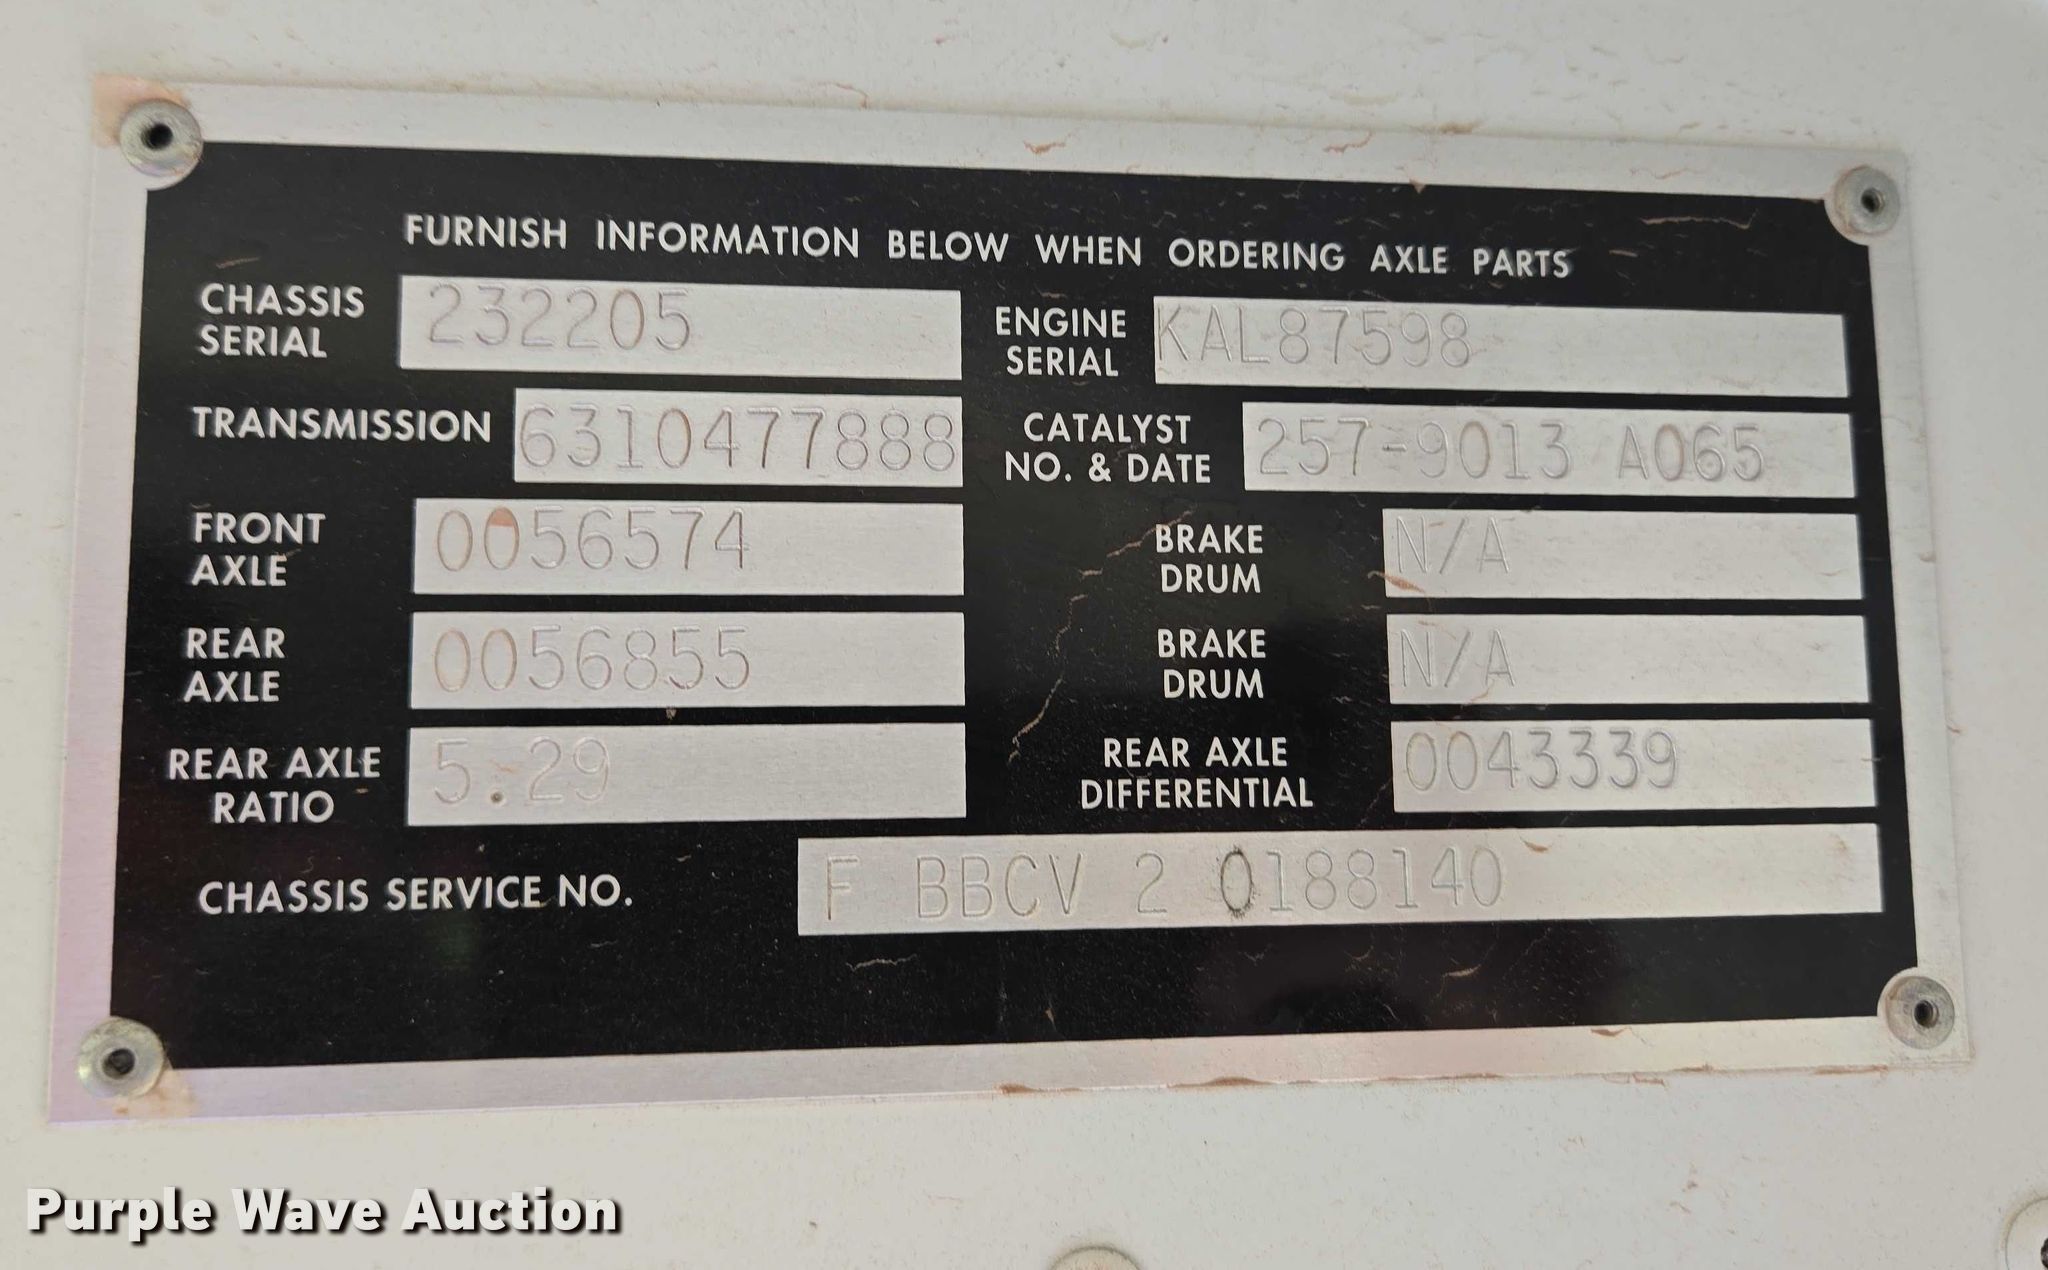 FURNISH INFORMATION BELOW WHEN ORDERING AXLE PARTS
CHASSIS SERIAL 232205
ENGINE SERIAL KAL87598
TRANSMISSION 6310477888
CATALYST NO. & DATE 257-9013 A065
FRONT AXLE 0056574
BRAKE DRUM N/A
REAR AXLE 0056855
BRAKE DRUM N/A
REAR AXLE RATIO 5.29
REAR AXLE DIFFERENTIAL 0043339
CHASSIS SERVICE NO. F BBCV 2 0188140
Purple Wave Auction